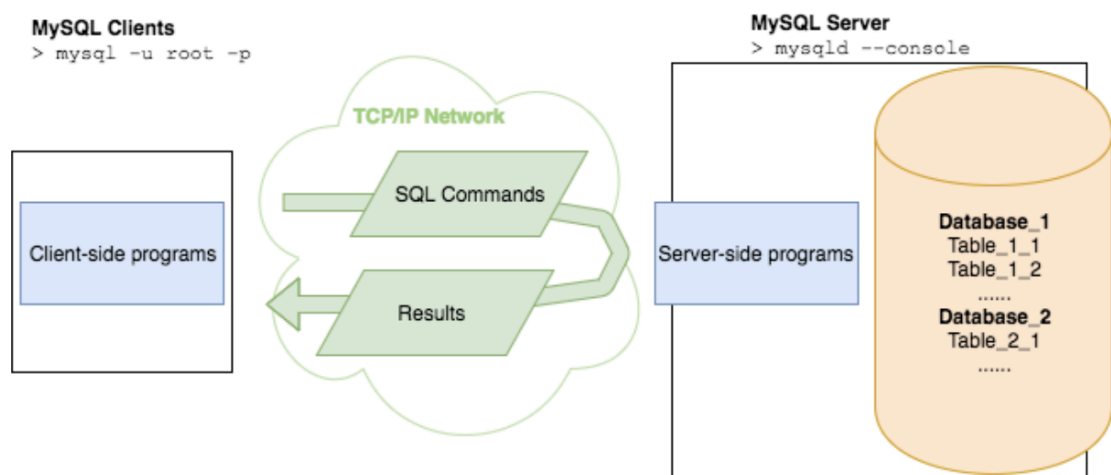 MySQL Clients
> mysql -u root -p
MySQL Server
> mysqld --console
TCP/IP Network
SQL Commands
Client-side programs
Server-side programs
Results
Database_1
Table_1_1
Table_1_2
......
Database_2
Table_2_1
......